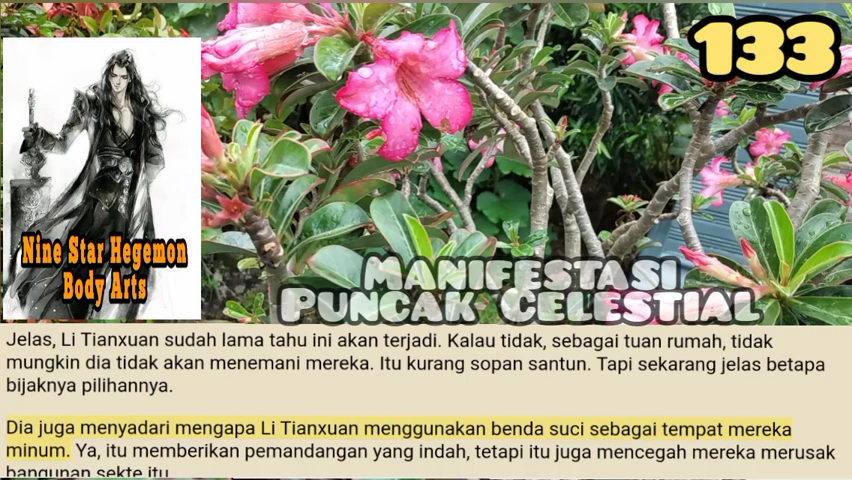 133
Nine Star Hegemon
Body Arts
Manifestasi
Puncak Celestial
Jelas, Li Tianxuan sudah lama tahu ini akan terjadi. Kalau tidak, sebagai tuan rumah, tidak
mungkin dia tidak akan menemani mereka. Itu kurang sopan santun. Tapi sekarang jelas betapa
bijaknya pilihannya.
Dia juga menyadari mengapa Li Tianxuan menggunakan benda suci sebagai tempat mereka
minum. Ya, itu memberikan pemandangan yang indah, tetapi itu juga mencegah mereka merusak
bangunan sekte itu